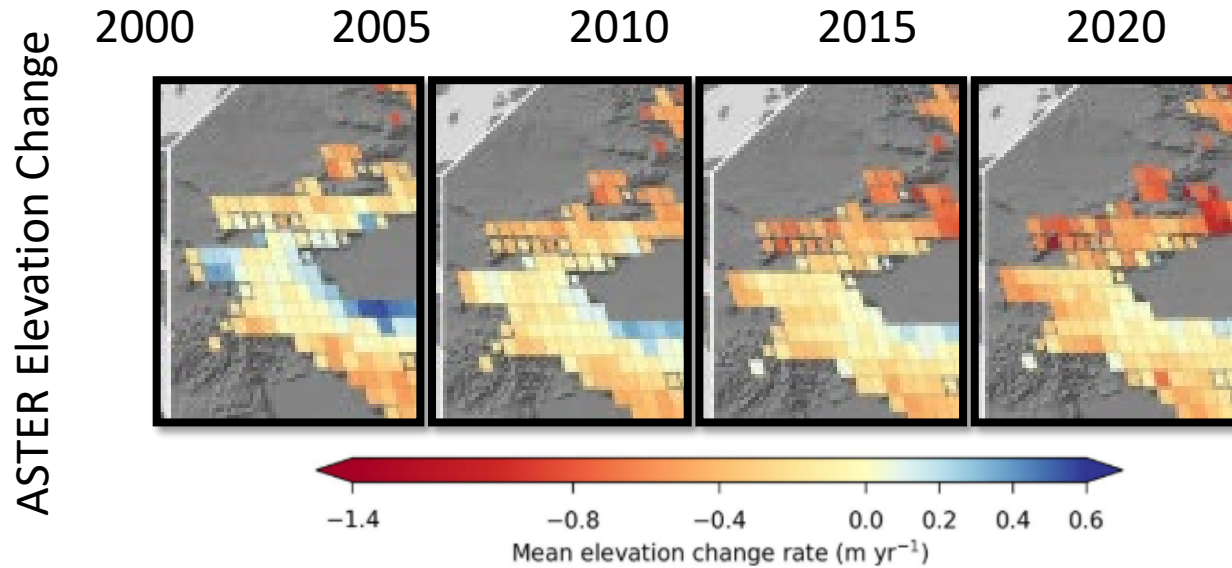 2000 2005 2010 2015 2020
ASTER Elevation Change
−1.4 −0.8 −0.4 0.0 0.2 0.4 0.6
Mean elevation change rate (m yr⁻¹)